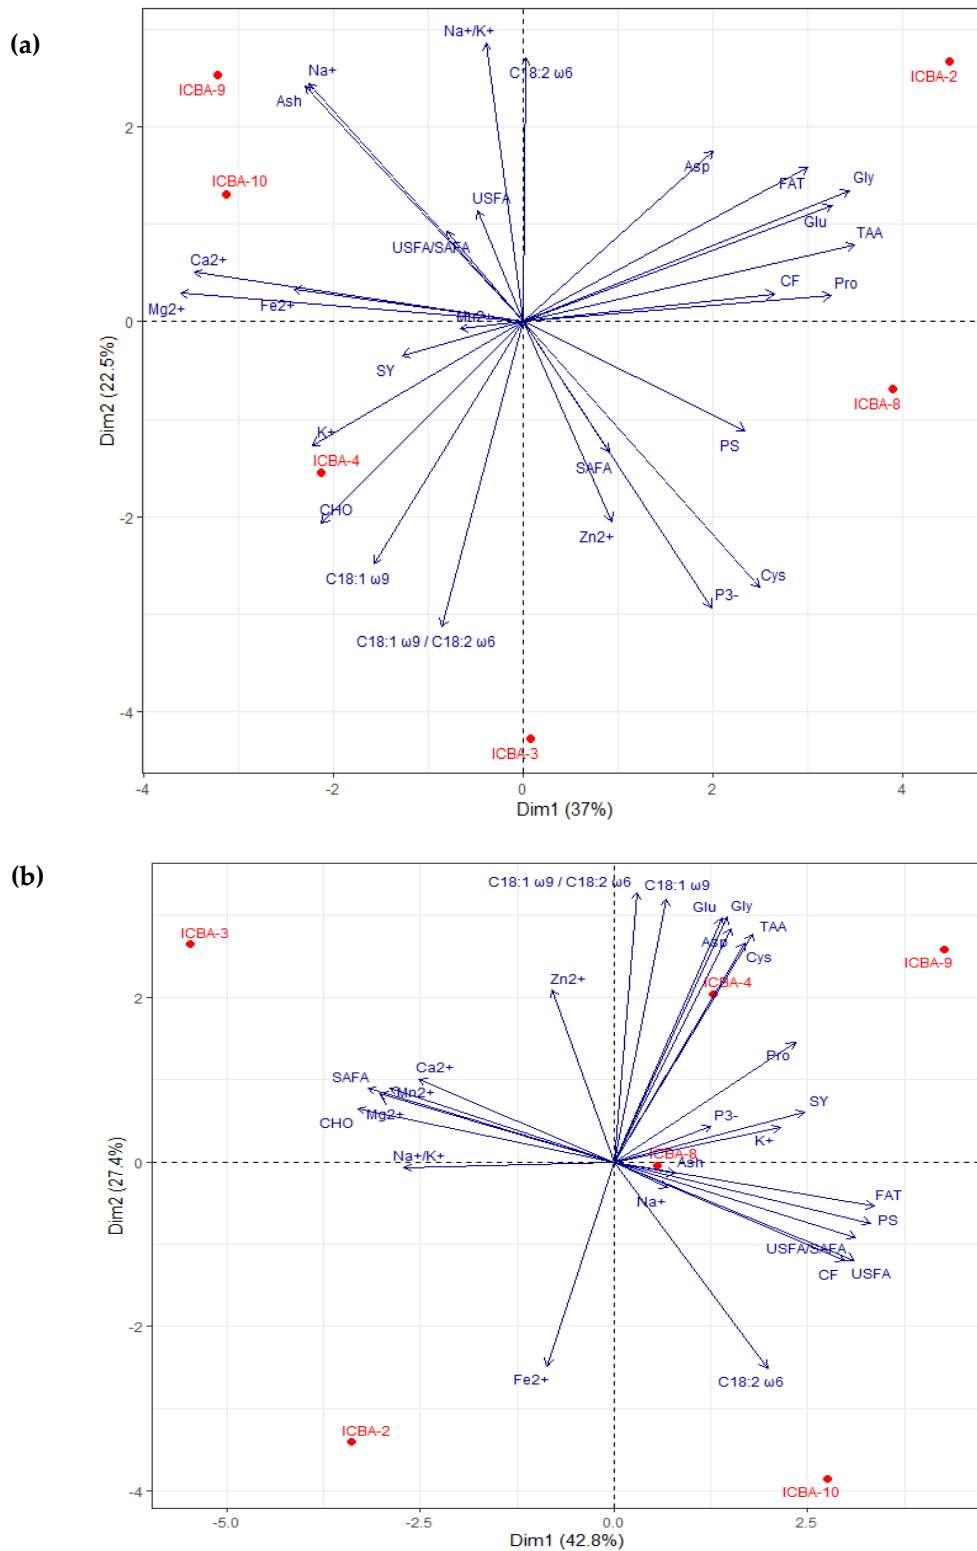 (a)
Na+/K+
C18:2 ω6
ICBA-2
ICBA-9
Na+
Ash
2
Asp
FAT
Gly
ICBA-10
USFA
Glu
TAA
USFA/SAFA
Ca2+
CF
Pro
Mg2+
Fe2+
Mn2+
0
SY
ICBA-8
K+
PS
ICBA-4
SAFA
CHO
Zn2+
-2
C18:1 ω9
Cys
P3-
C18:1 ω9 / C18:2 ω6
-4
ICBA-3
Dim2 (22.5%)
-4
-2
0
2
4
Dim1 (37%)
(b)
C18:1 ω9 / C18:2 ω6
C18:1 ω9
Glu
Gly
TAA
ICBA-3
Asp
Cys
ICBA-9
Zn2+
ICBA-4
2
Pro
Ca2+
SAFA
Mn2+
SY
Mg2+
CHO
P3-
K+
Na+/K+
ICBA-8
0
Ash
Na+
FAT
PS
USFA/SAFA
CF
USFA
-2
Fe2+
C18:2 ω6
ICBA-2
-4
ICBA-10
Dim2 (27.4%)
-5.0
-2.5
0.0
2.5
Dim1 (42.8%)